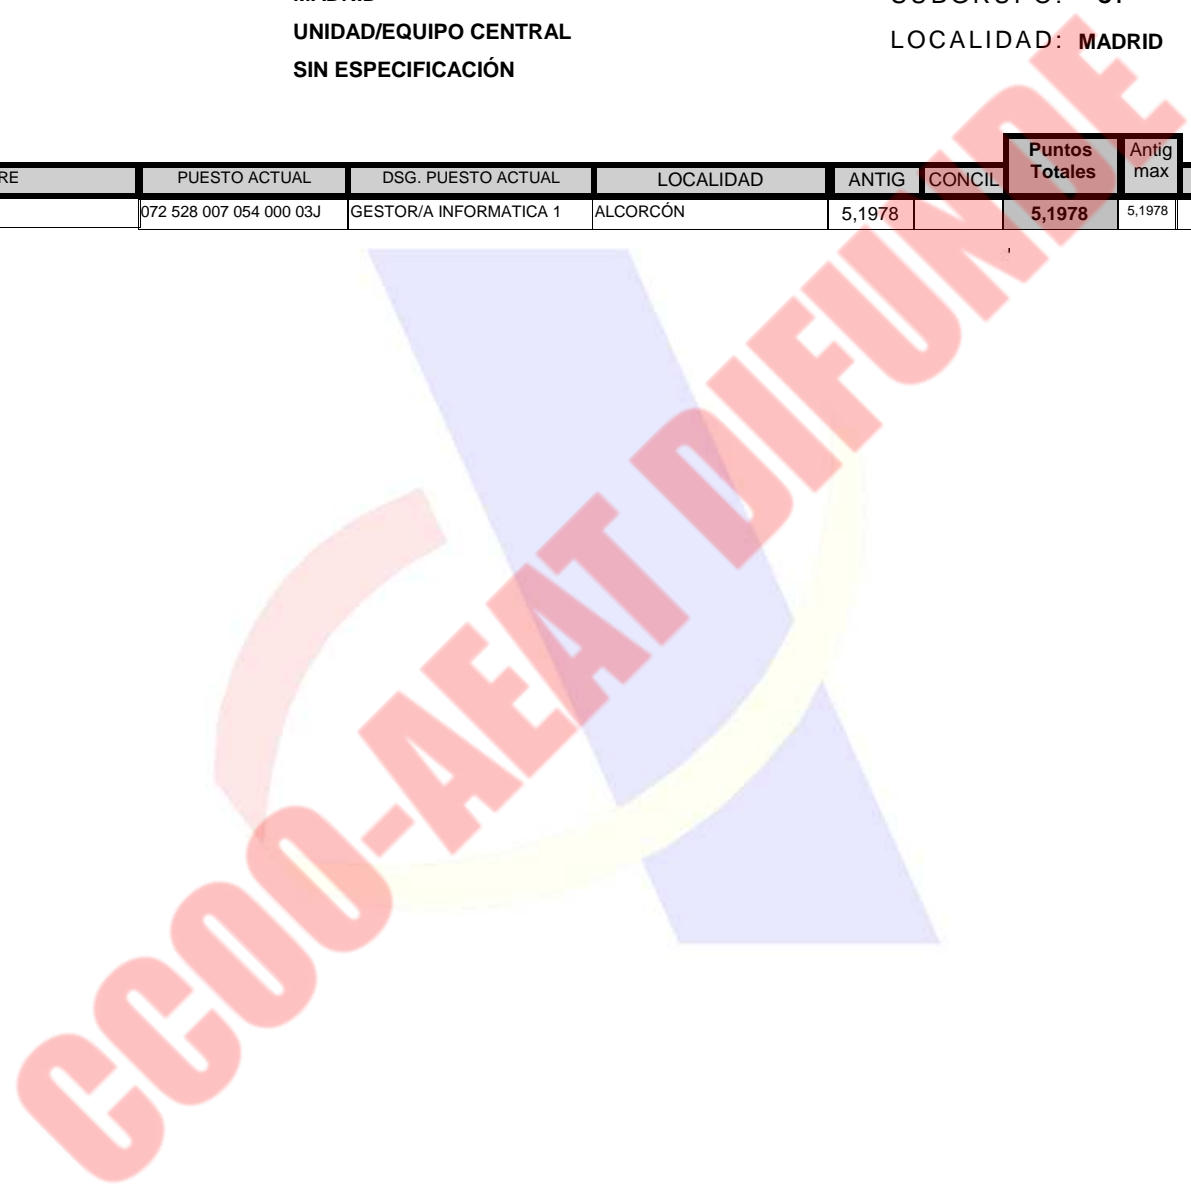 MADRID
SUBGRUPO:
UNIDAD/EQUIPO CENTRAL
LOCALIDAD: MADRID
SIN ESPECIFICACIÓN
RE PUESTO ACTUAL DSG. PUESTO ACTUAL LOCALIDAD ANTIG CONCIL Puntos Totales Antig max
072 528 007 054 000 03J GESTOR/A INFORMATICA 1 ALCORCÓN 5,1978 5,1978 5,1978
CCOO-AEAT DIFUNDE